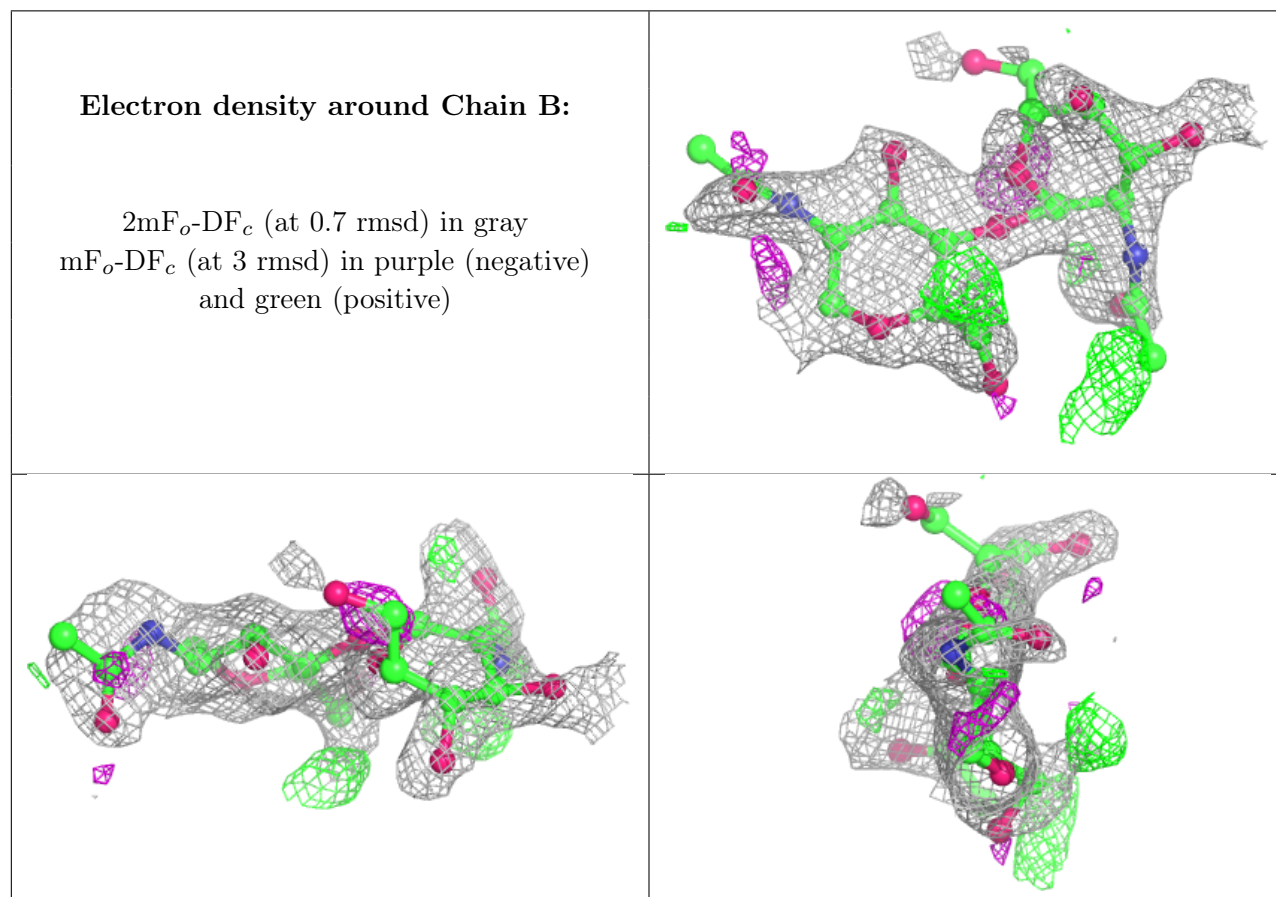 Electron density around Chain B:
2mFₒ-DF𝒸 (at 0.7 rmsd) in gray
mFₒ-DF𝒸 (at 3 rmsd) in purple (negative)
and green (positive)